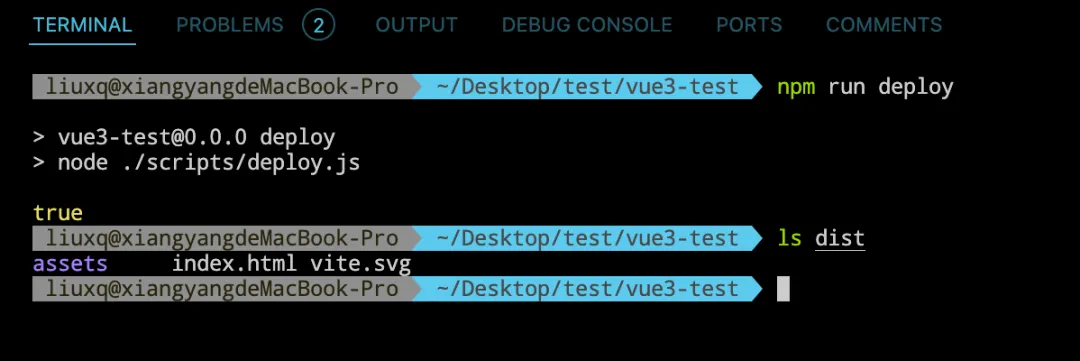 TERMINAL PROBLEMS 2 OUTPUT DEBUG CONSOLE PORTS COMMENTS
liuxq@xiangyangdeMacBook-Pro ~/Desktop/test/vue3-test npm run deploy
> vue3-test@0.0.0 deploy
> node ./scripts/deploy.js
true
liuxq@xiangyangdeMacBook-Pro ~/Desktop/test/vue3-test ls dist
assets index.html vite.svg
liuxq@xiangyangdeMacBook-Pro ~/Desktop/test/vue3-test